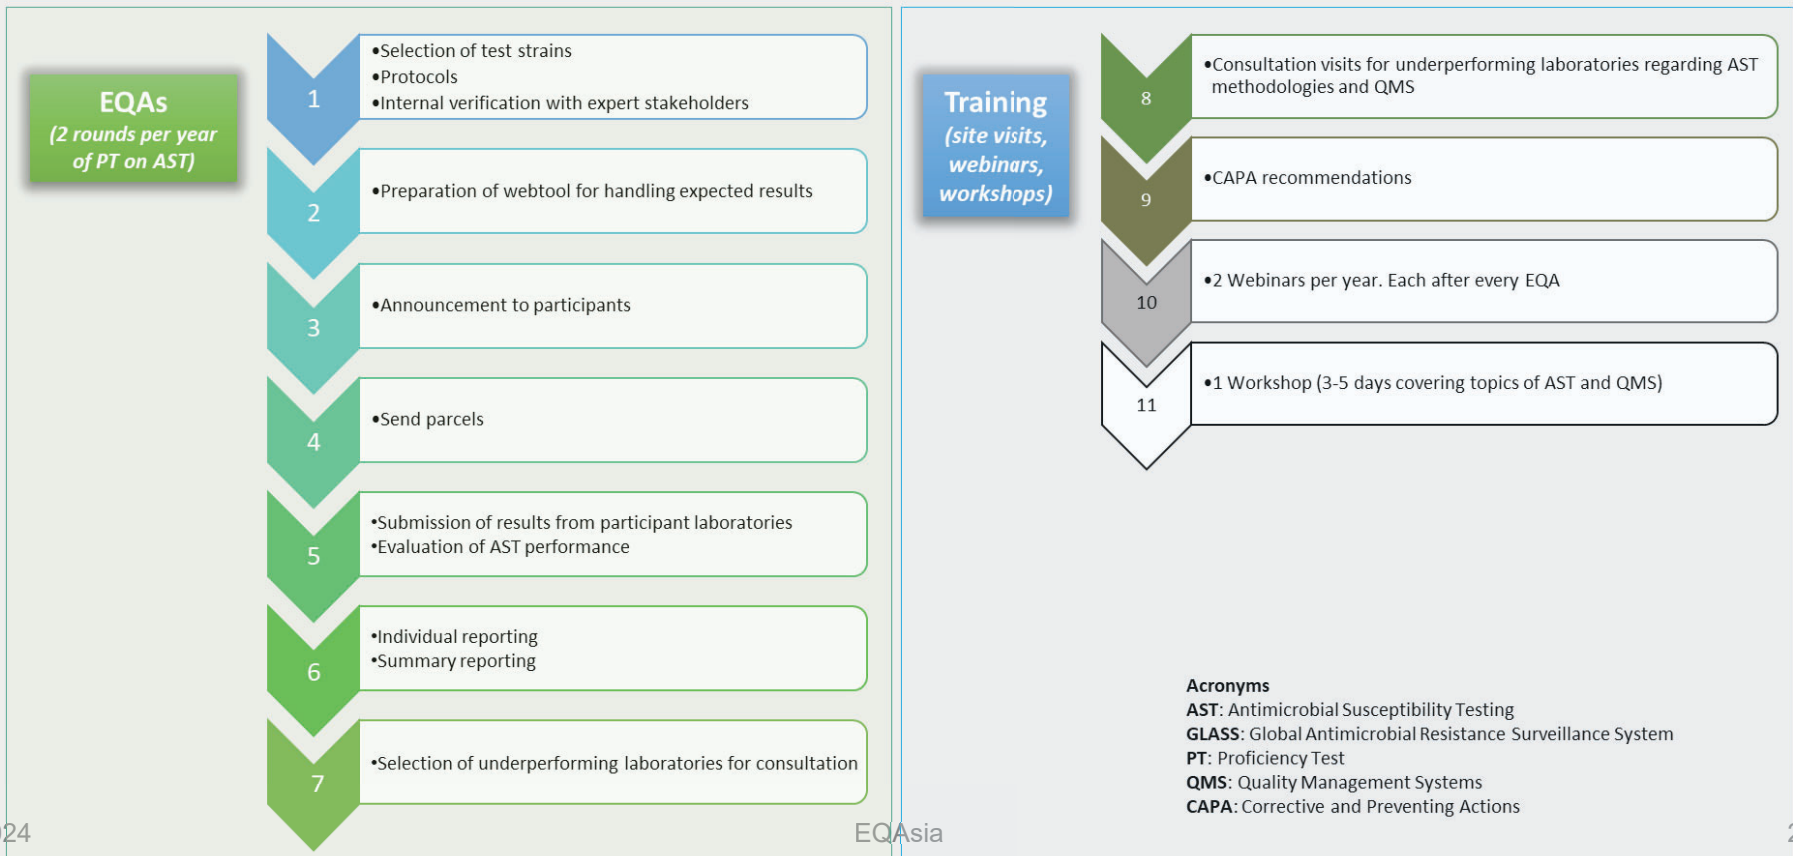 EQAs
(2 rounds per year
of PT on AST)
1
•Selection of test strains
•Protocols
•Internal verification with expert stakeholders
2
•Preparation of webtool for handling expected results
3
•Announcement to participants
4
•Send parcels
5
•Submission of results from participant laboratories
•Evaluation of AST performance
6
•Individual reporting
•Summary reporting
7
•Selection of underperforming laboratories for consultation
Training
(site visits,
webinars,
workshops)
8
•Consultation visits for underperforming laboratories regarding AST
methodologies and QMS
9
•CAPA recommendations
10
•2 Webinars per year. Each after every EQA
11
•1 Workshop (3-5 days covering topics of AST and QMS)
Acronyms
AST: Antimicrobial Susceptibility Testing
GLASS: Global Antimicrobial Resistance Surveillance System
PT: Proficiency Test
QMS: Quality Management Systems
CAPA: Corrective and Preventing Actions
EQAsia